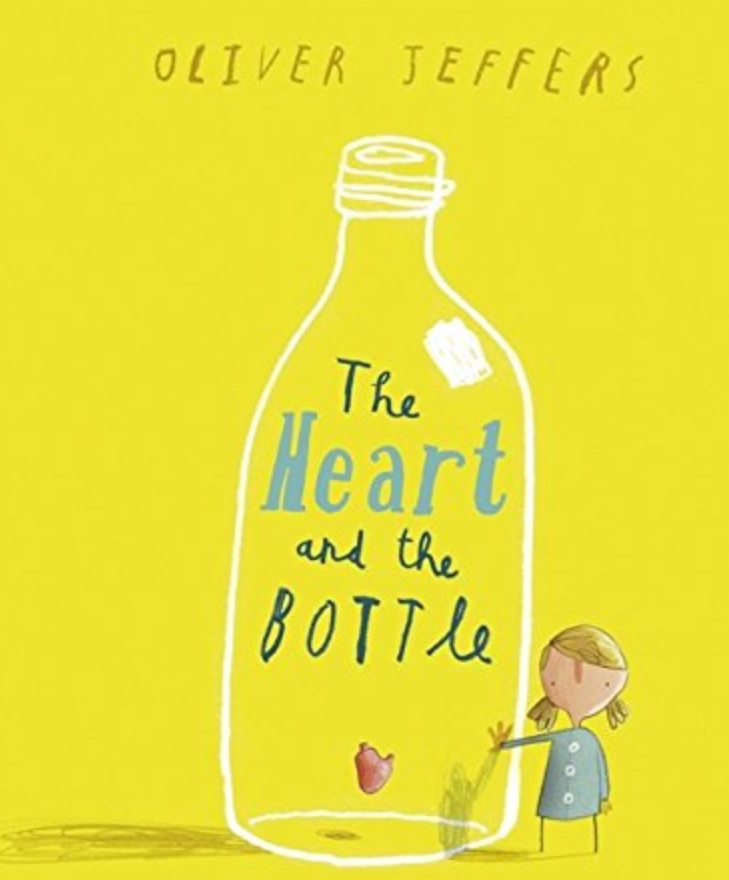 OLIVER JEFFERS
The
Heart
and the
BOTTle